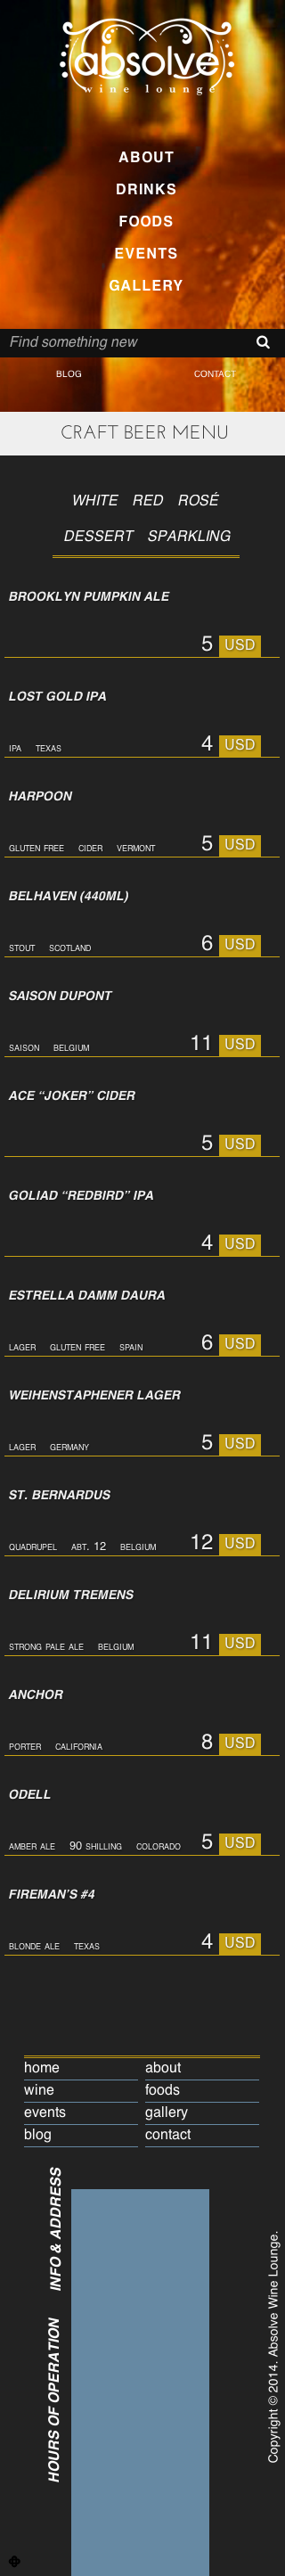 absolve
wine lounge
ABOUT
DRINKS
FOODS
EVENTS
GALLERY
Find something new
BLOG CONTACT
CRAFT BEER MENU
WHITE RED ROSÉ
DESSERT SPARKLING
BROOKLYN PUMPKIN ALE
5 USD
LOST GOLD IPA
IPA TEXAS 4 USD
HARPOON
GLUTEN FREE CIDER VERMONT 5 USD
BELHAVEN (440ML)
STOUT SCOTLAND 6 USD
SAISON DUPONT
SAISON BELGIUM 11 USD
ACE “JOKER” CIDER
5 USD
GOLIAD “REDBIRD” IPA
4 USD
ESTRELLA DAMM DAURA
LAGER GLUTEN FREE SPAIN 6 USD
WEIHENSTAPHENER LAGER
LAGER GERMANY 5 USD
ST. BERNARDUS
QUADRUPEL ABT. 12 BELGIUM 12 USD
DELIRIUM TREMENS
STRONG PALE ALE BELGIUM 11 USD
ANCHOR
PORTER CALIFORNIA 8 USD
ODELL
AMBER ALE 90 SHILLING COLORADO 5 USD
FIREMAN’S #4
BLONDE ALE TEXAS 4 USD
home about
wine foods
events gallery
blog contact
INFO & ADDRESS
HOURS OF OPERATION
Copyright © 2014. Absolve Wine Lounge.